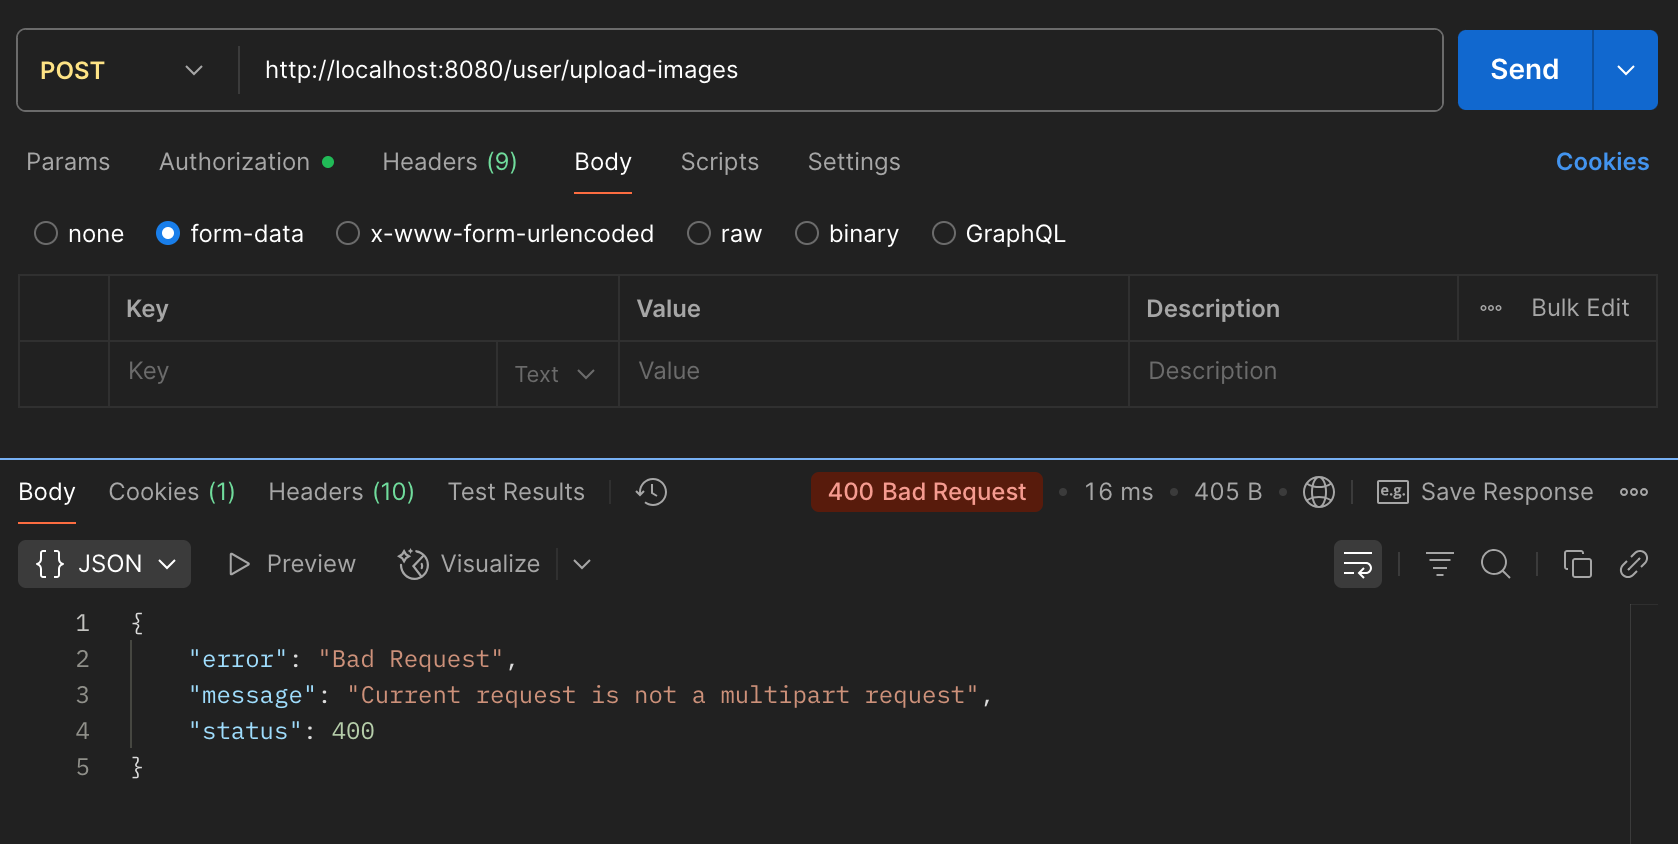 POST http://localhost:8080/user/upload-images Send
Params Authorization Headers (9) Body Scripts Settings Cookies
none form-data x-www-form-urlencoded raw binary GraphQL
Key Value Description Bulk Edit
Key Text Value Description
Body Cookies (1) Headers (10) Test Results 400 Bad Request • 16 ms • 405 B • e.g. Save Response
{} JSON Preview Visualize
1 {
2 "error": "Bad Request",
3 "message": "Current request is not a multipart request",
4 "status": 400
5 }